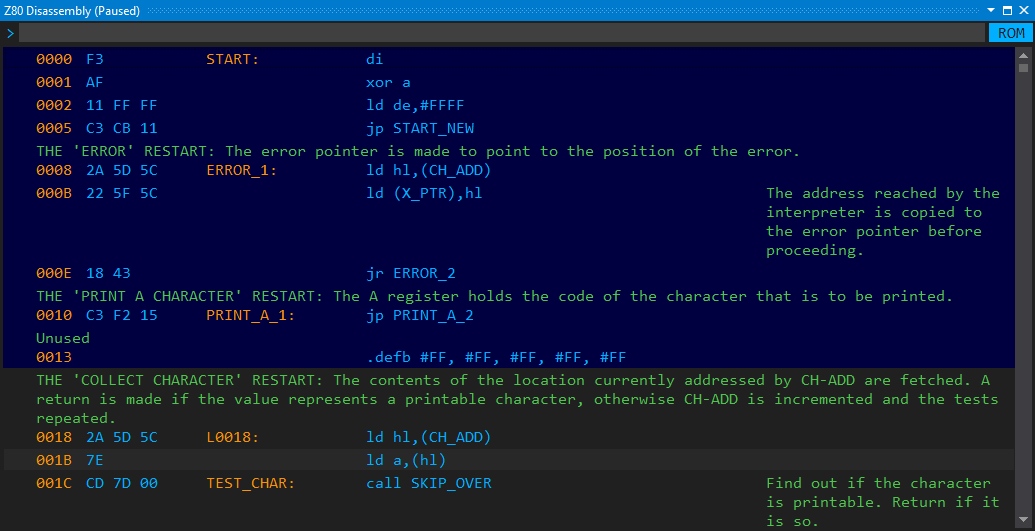 Z80 Disassembly (Paused)
> ROM
0000 F3 START: di
0001 AF xor a
0002 11 FF FF ld de,#FFFF
0005 C3 CB 11 jp START_NEW
THE 'ERROR' RESTART: The error pointer is made to point to the position of the error.
0008 2A 5D 5C ERROR_1: ld hl,(CH_ADD)
000B 22 5F 5C ld (X_PTR),hl The address reached by the
interpreter is copied to
the error pointer before
proceeding.
000E 18 43 jr ERROR_2
THE 'PRINT A CHARACTER' RESTART: The A register holds the code of the character that is to be printed.
0010 C3 F2 15 PRINT_A_1: jp PRINT_A_2
Unused
0013 .defb #FF, #FF, #FF, #FF, #FF
THE 'COLLECT CHARACTER' RESTART: The contents of the location currently addressed by CH-ADD are fetched. A
return is made if the value represents a printable character, otherwise CH-ADD is incremented and the tests
repeated.
0018 2A 5D 5C L0018: ld hl,(CH_ADD)
001B 7E ld a,(hl)
001C CD 7D 00 TEST_CHAR: call SKIP_OVER Find out if the character
is printable. Return if it
is so.